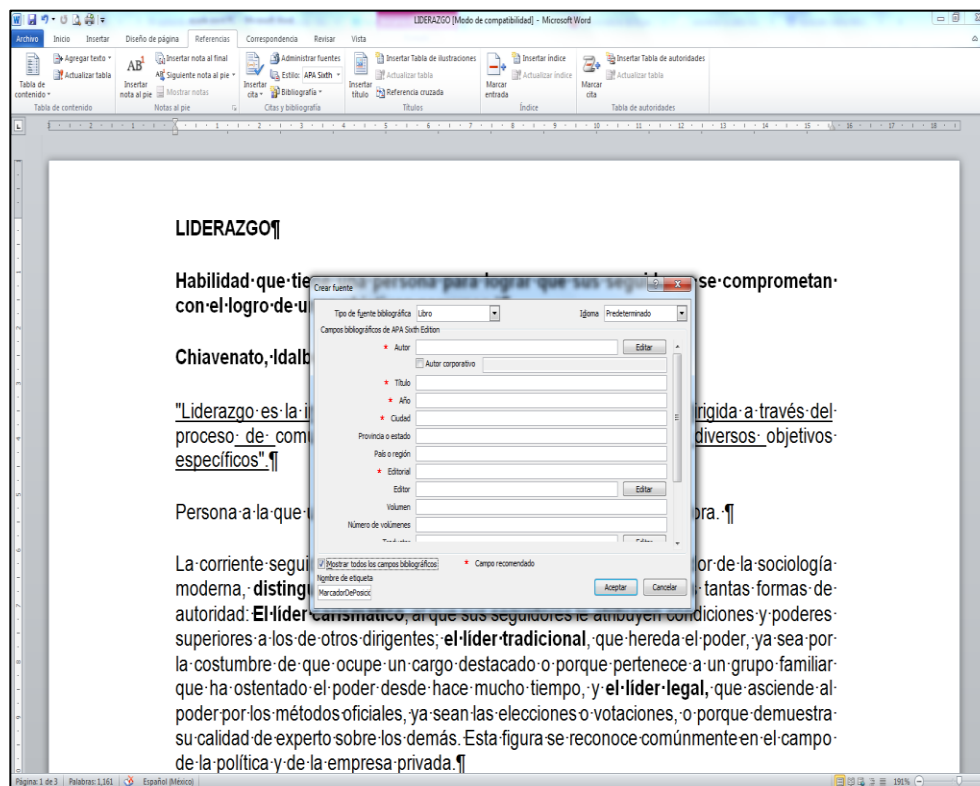 LIDERAZGO [Modo de compatibilidad] - Microsoft Word
Archivo Inicio Insertar Diseño de página Referencias Correspondencia Revisar Vista
Tabla de contenido
Agregar texto
Actualizar tabla
Tabla de contenido
AB¹ Insertar nota al pie
Insertar nota al final
Siguiente nota al pie
Mostrar notas
Notas al pie
Insertar cita
Administrar fuentes
Estilo: APA Sixth
Bibliografía
Citas y bibliografía
Insertar título
Insertar Tabla de ilustraciones
Actualizar tabla
Referencia cruzada
Títulos
Marcar entrada
Insertar índice
Actualizar índice
Índice
Marcar cita
Insertar Tabla de autoridades
Actualizar tabla
Tabla de autoridades
LIDERAZGO¶
Habilidad·que·tie una persona para lograr que sus se·comprometan·
con·el·logro·de·u
Chiavenato,·Idalb
"Liderazgo·es·la·i rigida·a·través·del·
proceso· de· com diversos· objetivos·
específicos".¶
Persona·a·la·que· ora.·¶
La·corriente·segui or·de·la·sociología·
moderna,·disting tantas·formas·de·
autoridad:·El·líder·carismático,·al·que·sus·seguidores·le·atribuyen·condiciones·y·poderes·
superiores·a·los·de·otros·dirigentes;·el·líder·tradicional,·que·hereda·el·poder,·ya·sea·por·
la·costumbre·de·que·ocupe·un·cargo·destacado·o·porque·pertenece·a·un·grupo·familiar·
que·ha·ostentado·el·poder·desde·hace·mucho·tiempo,·y·el·líder·legal,·que·asciende·al·
poder·por·los·métodos·oficiales,·ya·sean·las·elecciones·o·votaciones,·o·porque·demuestra·
su·calidad·de·experto·sobre·los·demás.·Esta·figura·se·reconoce·comúnmente·en·el·campo·
de·la·política·y·de·la·empresa·privada.¶
Crear fuente
Tipo de fuente bibliográfica Libro Idioma Predeterminado
Campos bibliográficos de APA Sixth Edition
* Autor Editar
Autor corporativo
* Título
* Año
* Ciudad
Provincia o estado
País o región
* Editorial
Editor Editar
Volumen
Número de volúmenes
Mostrar todos los campos bibliográficos * Campo recomendado
Nombre de etiqueta
MarcadorDePosici
Aceptar Cancelar
Página: 1 de 3 Palabras: 1,161 Español (México) 191%